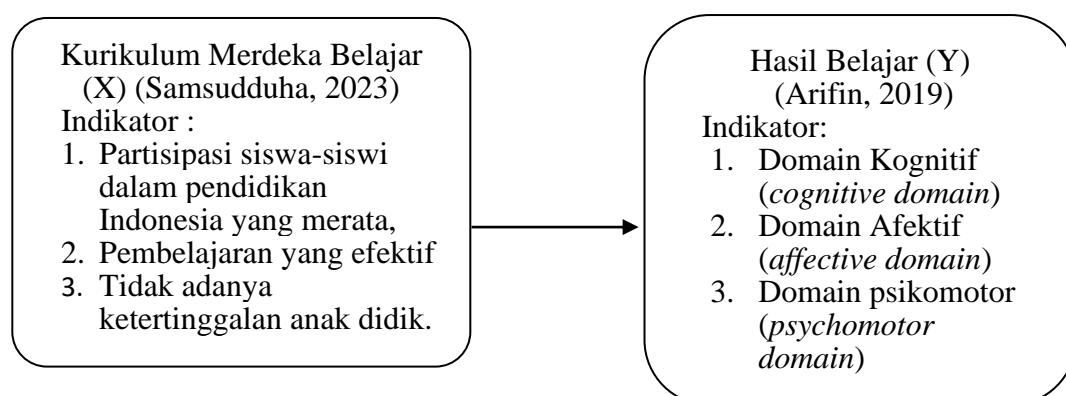 Kurikulum Merdeka Belajar
(X) (Samsudduha, 2023)
Indikator :
1. Partisipasi siswa-siswi
dalam pendidikan
Indonesia yang merata,
2. Pembelajaran yang efektif
3. Tidak adanya
ketertinggalan anak didik.
Hasil Belajar (Y)
(Arifin, 2019)
Indikator:
1. Domain Kognitif
(cognitive domain)
2. Domain Afektif
(affective domain)
3. Domain psikomotor
(psychomotor
domain)